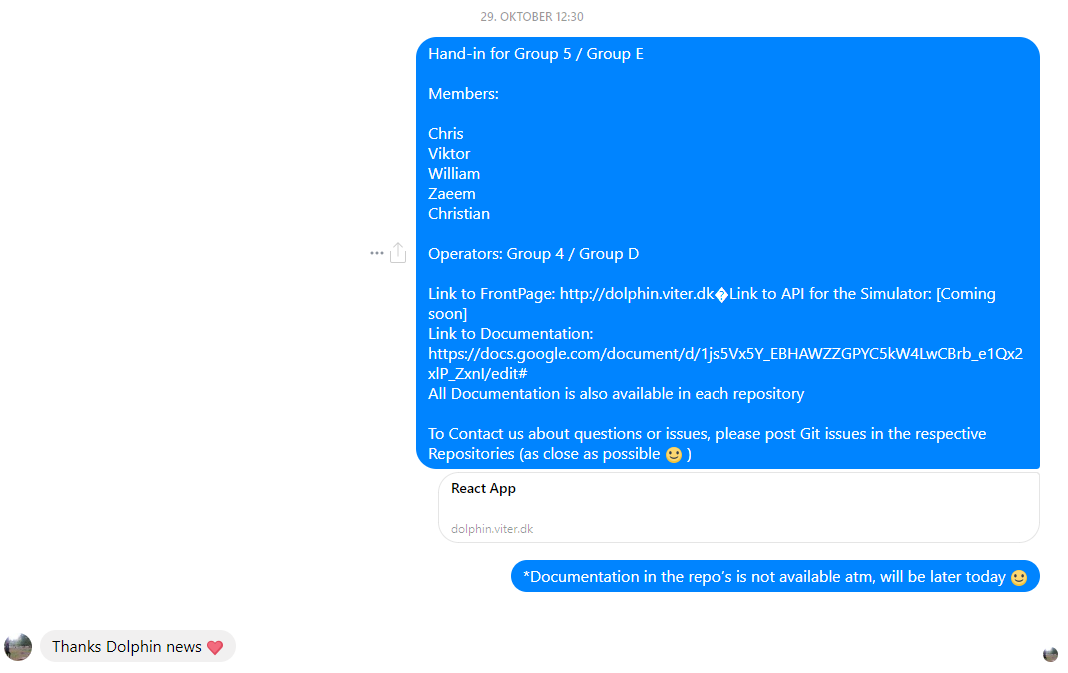 29. OKTOBER 12:30
Hand-in for Group 5 / Group E
Members:
Chris
Viktor
William
Zaeem
Christian
Operators: Group 4 / Group D
Link to FrontPage: http://dolphin.viter.dk�Link to API for the Simulator: [Coming
soon]
Link to Documentation:
https://docs.google.com/document/d/1js5Vx5Y_EBHAWZZGPYC5kW4LwCBrb_e1Qx2
xlP_ZxnI/edit#
All Documentation is also available in each repository
To Contact us about questions or issues, please post Git issues in the respective
Repositories (as close as possible 🙂 )
React App
dolphin.viter.dk
*Documentation in the repo’s is not available atm, will be later today 🙂
Thanks Dolphin news ❤